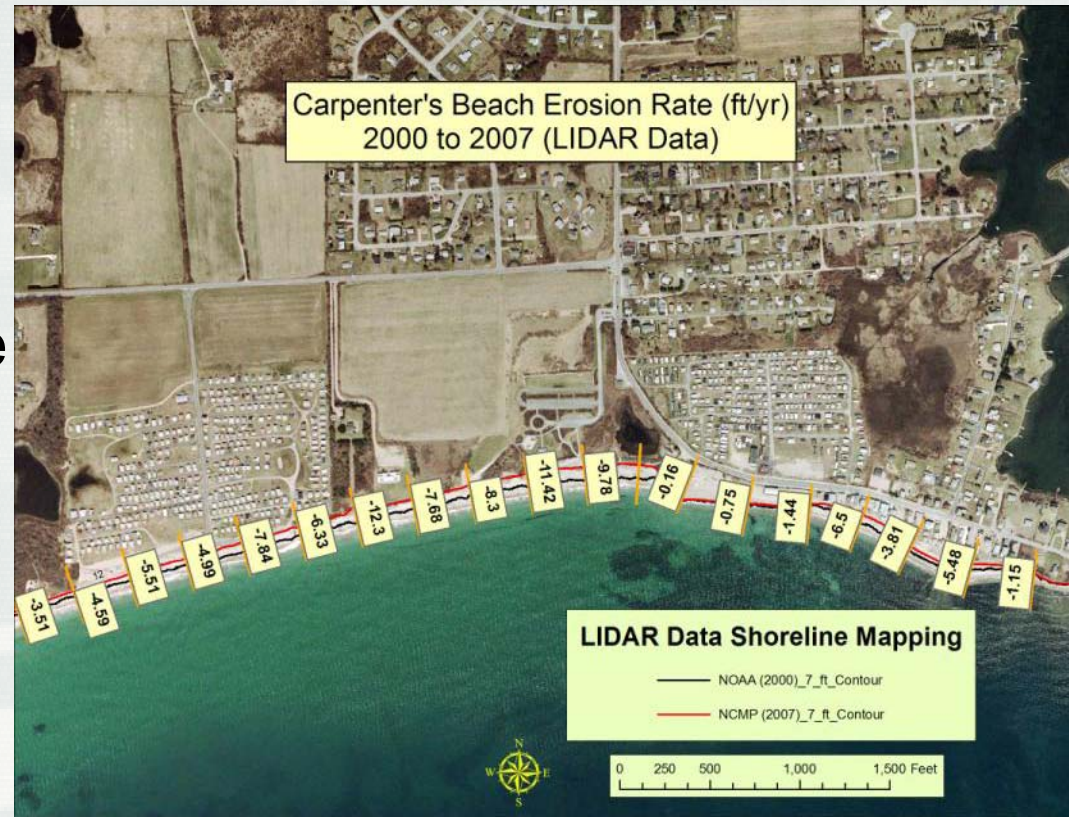 Carpenter's Beach Erosion Rate (ft/yr)
2000 to 2007 (LIDAR Data)
e
-3.51
-4.59
12
-5.51
-4.99
-7.84
-6.33
-12.3
-7.68
-8.3
-11.42
-9.78
-0.16
-0.75
-1.44
-6.5
-3.81
-5.48
-1.15
LIDAR Data Shoreline Mapping
NOAA (2000)_7_ft_Contour
NCMP (2007)_7_ft_Contour
N
W E
S
0 250 500 1,000 1,500 Feet